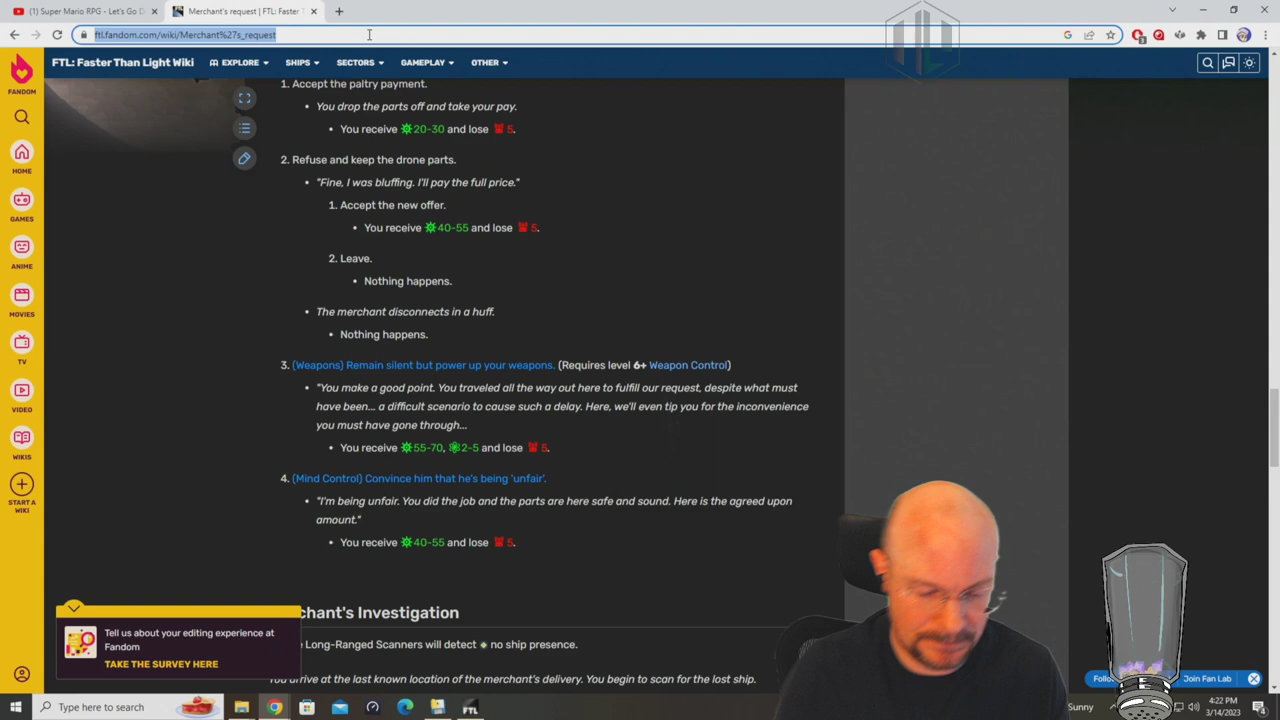 (1) Super Mario RPG - Let's Go D
Merchant's request | FTL: Faster T
ftl.fandom.com/wiki/Merchant%27s_request
FTL: Faster Than Light Wiki
EXPLORE
SHIPS
SECTORS
GAMEPLAY
OTHER
FANDOM
HOME
GAMES
ANIME
MOVIES
TV
VIDEO
WIKIS
START A
WIKI
1. Accept the paltry payment.
• You drop the parts off and take your pay.
• You receive 20-30 and lose 5.
2. Refuse and keep the drone parts.
• "Fine, I was bluffing. I'll pay the full price."
1. Accept the new offer.
• You receive 40-55 and lose 5.
2. Leave.
• Nothing happens.
• The merchant disconnects in a huff.
• Nothing happens.
3. (Weapons) Remain silent but power up your weapons. (Requires level 6+ Weapon Control)
• "You make a good point. You traveled all the way out here to fulfill our request, despite what must
have been... a difficult scenario to cause such a delay. Here, we'll even tip you for the inconvenience
you must have gone through...
• You receive 55-70, 2-5 and lose 5.
4. (Mind Control) Convince him that he's being 'unfair'.
• "I'm being unfair. You did the job and the parts are here safe and sound. Here is the agreed upon
amount."
• You receive 40-55 and lose 5.
chant's Investigation
Long-Ranged Scanners will detect no ship presence.
You arrive at the last known location of the merchant's delivery. You begin to scan for the lost ship.
Tell us about your editing experience at
Fandom
TAKE THE SURVEY HERE
Follo
Join Fan Lab
Type here to search
Sunny
4:22 PM
3/14/2023